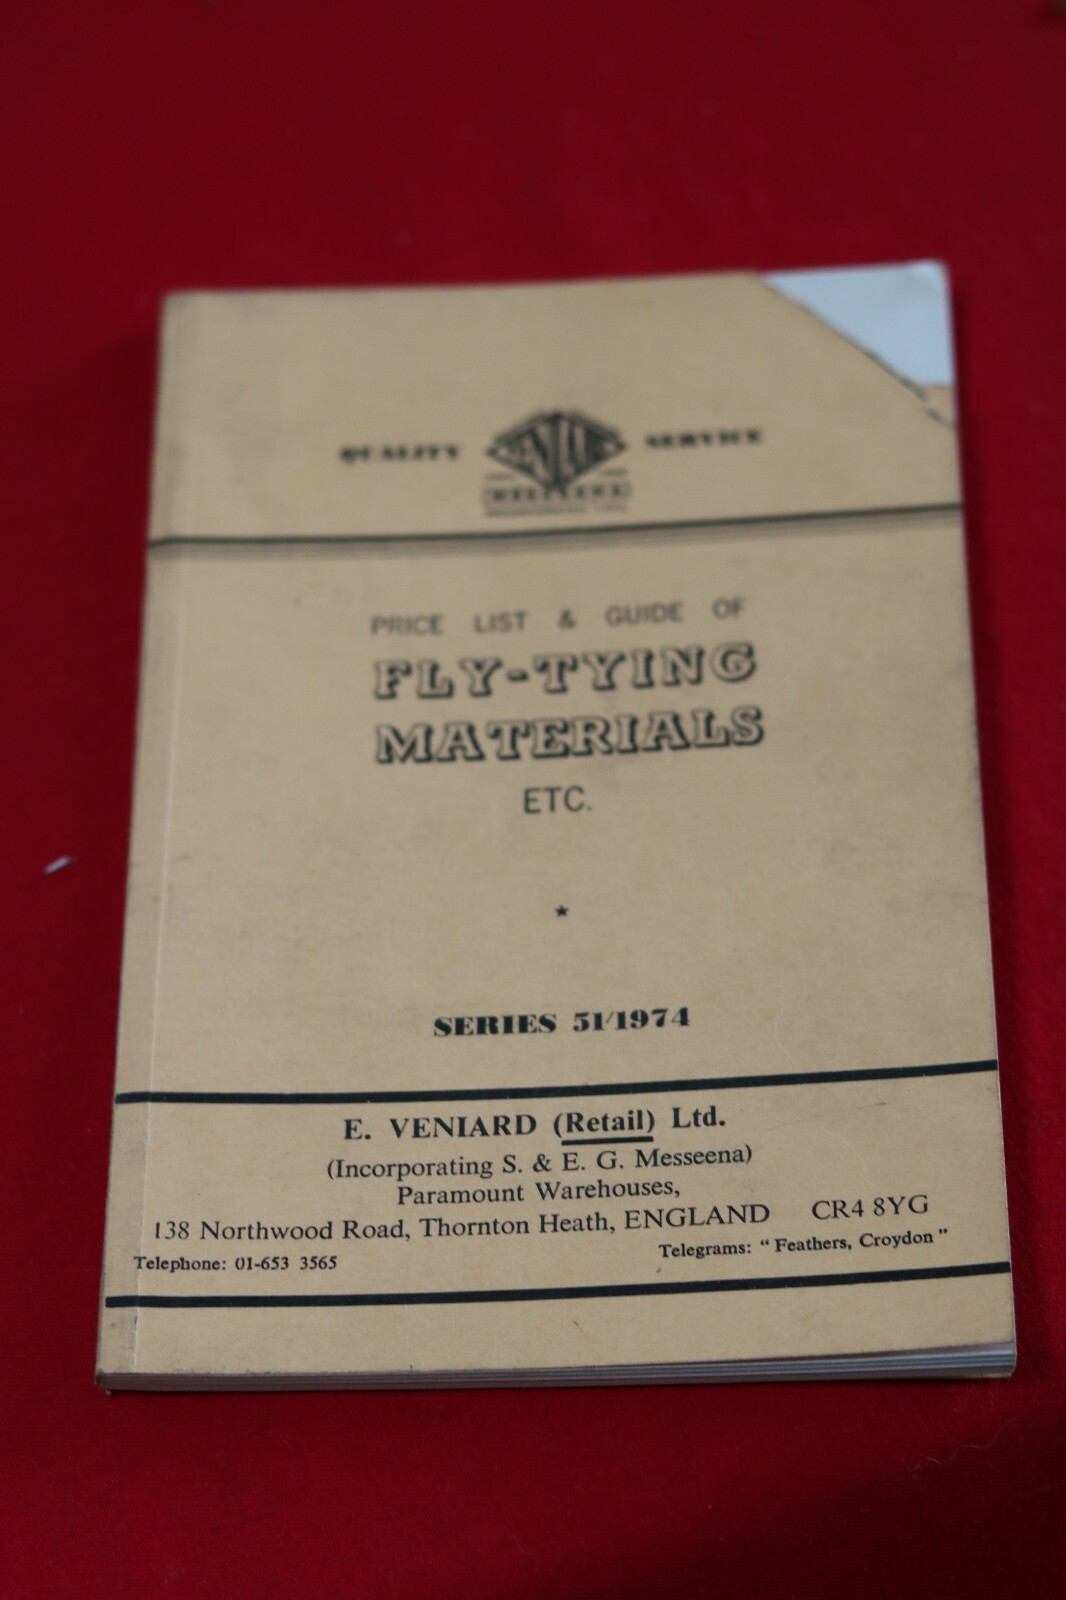 QUALITY VENIARD SERVICE
PRICE LIST & GUIDE OF
FLY-TYING
MATERIALS
ETC.
SERIES 51/1974
E. VENIARD (Retail) Ltd.
(Incorporating S. & E. G. Messeena)
Paramount Warehouses,
138 Northwood Road, Thornton Heath, ENGLAND CR4 8YG
Telephone: 01-653 3565 Telegrams: "Feathers, Croydon"